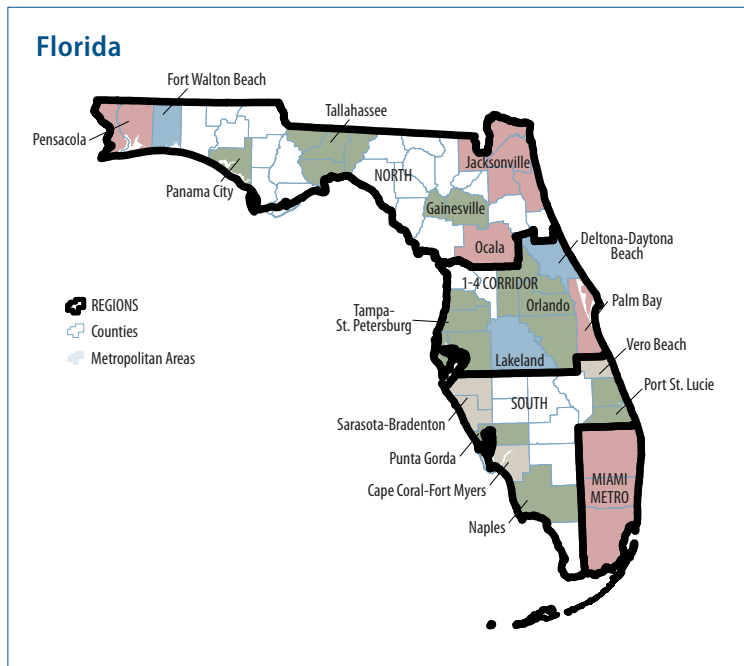 Florida
Fort Walton Beach
Tallahassee
Pensacola
Jacksonville
NORTH
Panama City
Gainesville
Ocala
Deltona-Daytona
Beach
1-4 CORRIDOR
REGIONS
Orlando
Palm Bay
Tampa-
St. Petersburg
Counties
Vero Beach
Metropolitan Areas
Lakeland
Port St. Lucie
SOUTH
Sarasota-Bradenton
Punta Gorda
MIAMI
METRO
Cape Coral-Fort Myers
Naples